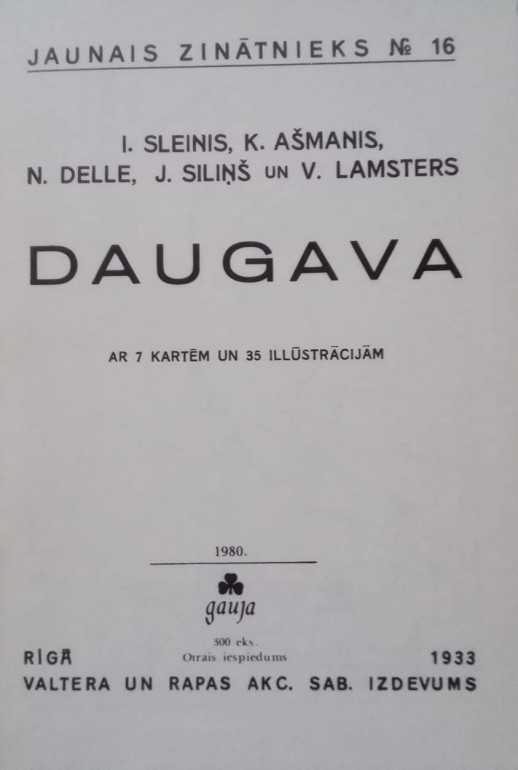 JAUNAIS ZINĀTNIEKS № 16
I. SLEINIS, K. AŠMANIS,
N. DELLE, J. SILIŅŠ UN V. LAMSTERS
DAUGAVA
AR 7 KARTĒM UN 35 ILLŪSTRĀCIJĀM
1980.
gauja
300 eks.
Otrais iespiedums
RĪGĀ 1933
VALTERA UN RAPAS AKC. SAB. IZDEVUMS